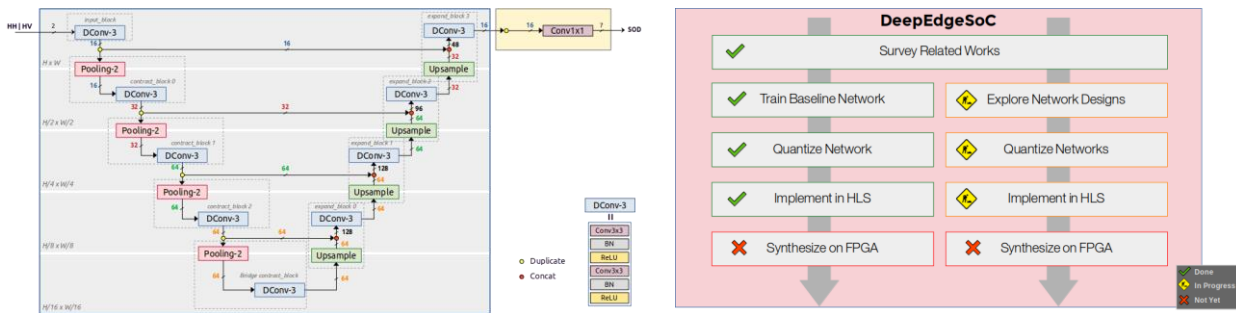 HH | HV
2
input_block
DConv-3
16
16
H x W
Pooling-2
16
contract_block 0
DConv-3
32
32
H/2 x W/2
Pooling-2
32
contract_block 1
DConv-3
64
64
H/4 x W/4
Pooling-2
64
contract_block 2
DConv-3
64
64
H/8 x W/8
Pooling-2
64
Bridge contract_block
DConv-3
64
H/16 x W/16
expand_block 0
DConv-3
128
64
Upsample
64
expand_block 1
DConv-3
128
64
Upsample
64
expand_block 2
DConv-3
96
64
Upsample
32
expand_block 3
DConv-3
48
32
Upsample
16
16
Conv1x1
7
SOD
Duplicate
Concat
DConv-3
=
Conv3x3
BN
ReLU
Conv3x3
BN
ReLU
DeepEdgeSoC
Survey Related Works
Train Baseline Network
Explore Network Designs
Quantize Network
Quantize Networks
Implement in HLS
Implement in HLS
Synthesize on FPGA
Synthesize on FPGA
Done
In Progress
Not Yet